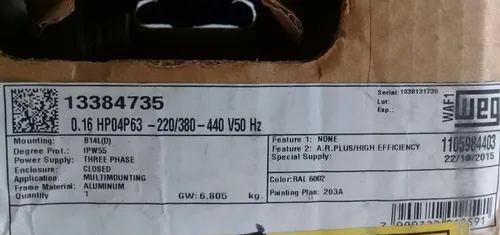 13384735
0.16 HP04P63 -220/380-440 V50 Hz
Serial: 1030131730
Lot:
Exp.:
WAF1
WEG
Mounting: B14L(D)
Degree Prot.: IPW55
Power Supply: THREE PHASE
Enclosure: CLOSED
Application: MULTIMOUNTING
Frame Material: ALUMINUM
Quantity 1
GW: 6.805 kg.
Feature 1: NONE
Feature 2: A.R.PLUS/HIGH EFFICIENCY
Special Supply:
Color: RAL 6002
Painting Plan: 203A
1105984403
22/10/2015